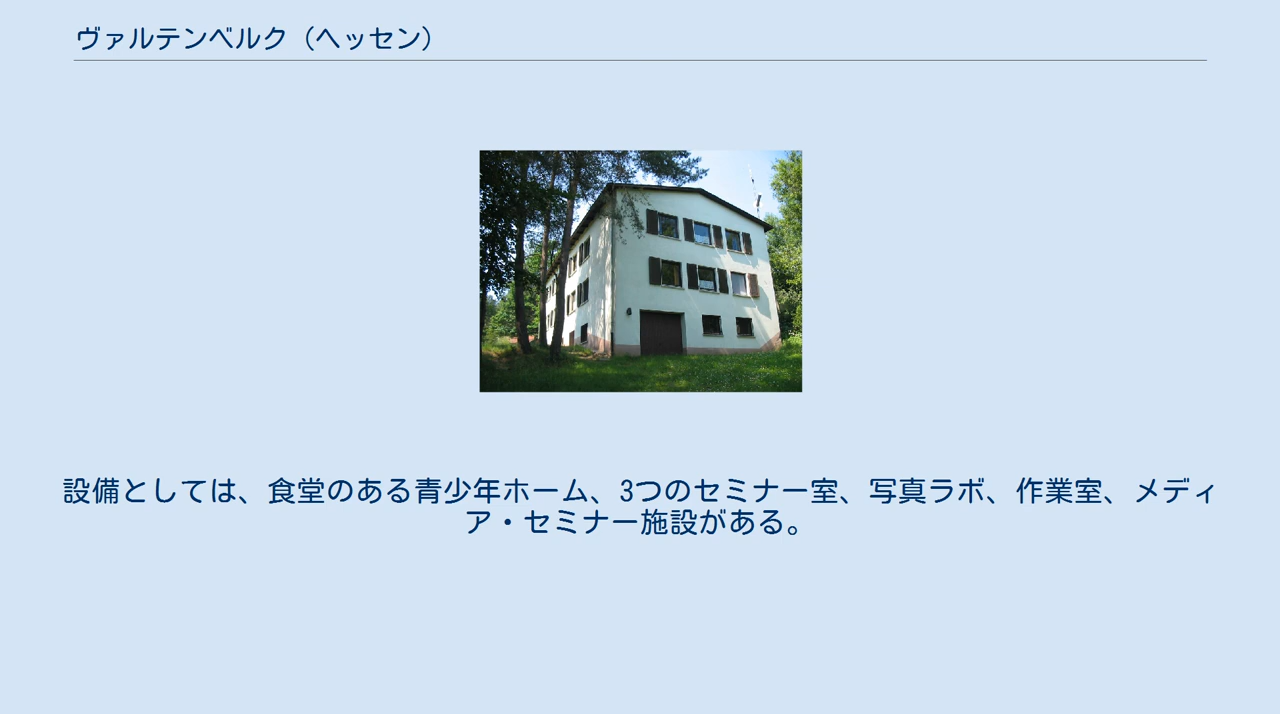 ヴァルテンベルク（ヘッセン）
設備としては、食堂のある青少年ホーム、3つのセミナー室、写真ラボ、作業室、メディ
ア・セミナー施設がある。